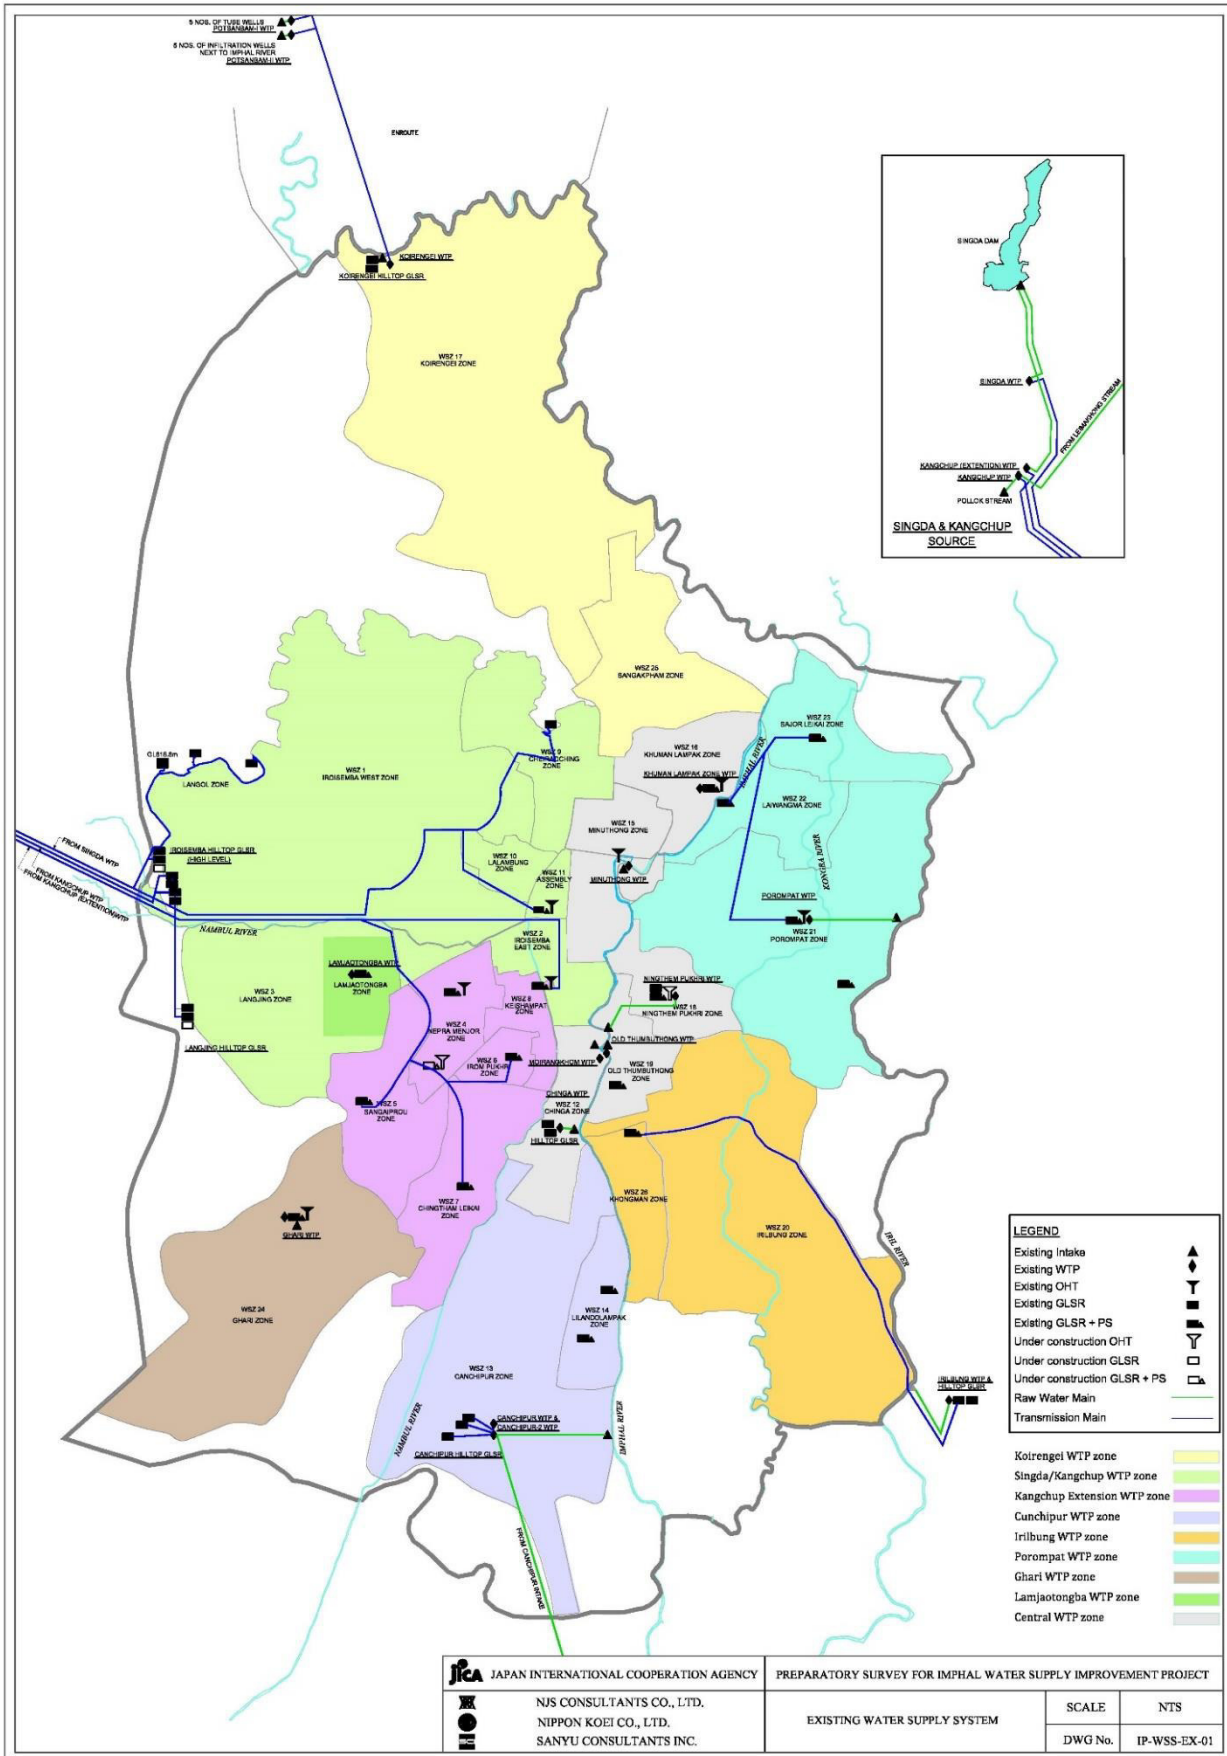 5 NOS. OF TUBE WELLS
POTSANBAM-I WTP
6 NOS. OF INFILTRATION WELLS
NEXT TO IMPHAL RIVER
POTSANBAM-II WTP
ENROUTE
KOIRENGEI WTP
KOIRENGEI HILLTOP GLSR
WSZ 17
KOIRENGEI ZONE
SINGDA DAM
SINGDA WTP
FROM LEIMAKHONG STREAM
KANGCHUP (EXTENTION) WTP
KANGCHUP WTP
POLLOK STREAM
SINGDA & KANGCHUP
SOURCE
WSZ 25
SANGAKPHAM ZONE
WSZ 23
SAJOR LEIKAI ZONE
WSZ 16
KHUMAN LAMPAK ZONE
KHUMAN LAMPAK ZONE WTP
IMPHAL RIVER
WSZ 9
CHEIRAOCHING
ZONE
WSZ 1
IROISEMBA WEST ZONE
LANGOL ZONE
WSZ 22
LAIWANGMA ZONE
WSZ 15
MINUTHONG ZONE
MINUTHONG WTP
KONGBA RIVER
IROISEMBA HILLTOP GLSR
(HIGH LEVEL)
WSZ 10
LALAMBUNG
ZONE
WSZ 11
ASSEMBLY
ZONE
FROM SINGDA WTP
FROM KANGCHUP WTP
FROM KANGCHUP (EXTENTION)WTP
POROMPAT WTP
WSZ 21
POROMPAT ZONE
NAMBUL RIVER
WSZ 2
IROISEMBA
EAST ZONE
LAMJAOTONGBA WTP
LAMJAOTONGBA
ZONE
WSZ 3
LANGJING ZONE
LANGJING HILLTOP GLSR
WSZ 8
KEISHAMPAT
ZONE
WSZ 4
NEPRA MENJOR
ZONE
WSZ 6
IROM PUKHRI
ZONE
NINGTHEM PUKHRI WTP
WSZ 18
NINGTHEM PUKHRI ZONE
OLD THUMBUTHONG WTP
MOIRANGKHOM WTP
WSZ 19
OLD THUMBUTHONG
ZONE
WSZ 5
SANGAIPROU
ZONE
CHINGA WTP
WSZ 12
CHINGA ZONE
HILLTOP GLSR
WSZ 7
CHINGTHAM LEIKAI
ZONE
WSZ 26
KHONGMAN ZONE
WSZ 20
IRILBUNG ZONE
IRIL RIVER
GHARI WTP
WSZ 24
GHARI ZONE
WSZ 14
LILANDOLAMPAK
ZONE
WSZ 13
CANCHIPUR ZONE
NAMBUL RIVER
CANCHIPUR WTP &
CANCHIPUR-2 WTP
CANCHIPUR HILLTOP GLSR
IMPHAL RIVER
FROM CANCHIPUR INTAKE
IRILBUNG WTP &
HILLTOP GLSR
LEGEND
Existing Intake
Existing WTP
Existing OHT
Existing GLSR
Existing GLSR + PS
Under construction OHT
Under construction GLSR
Under construction GLSR + PS
Raw Water Main
Transmission Main
Koirengei WTP zone
Singda/Kangchup WTP zone
Kangchup Extension WTP zone
Cunchipur WTP zone
Irilbung WTP zone
Porompat WTP zone
Ghari WTP zone
Lamjaotongba WTP zone
Central WTP zone
jica JAPAN INTERNATIONAL COOPERATION AGENCY
NJS CONSULTANTS CO., LTD.
NIPPON KOEI CO., LTD.
SANYU CONSULTANTS INC.
PREPARATORY SURVEY FOR IMPHAL WATER SUPPLY IMPROVEMENT PROJECT
EXISTING WATER SUPPLY SYSTEM
SCALE NTS
DWG No. IP-WSS-EX-01